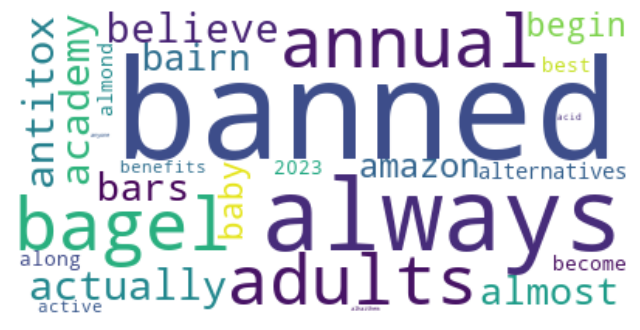 antitox
academy
almond
believe
bairn
annual
begin
best
banned
acid
anyone
benefits
2023
amazon
alternatives
bars
baby
bagel
always
along
actually
adults
become
almost
active